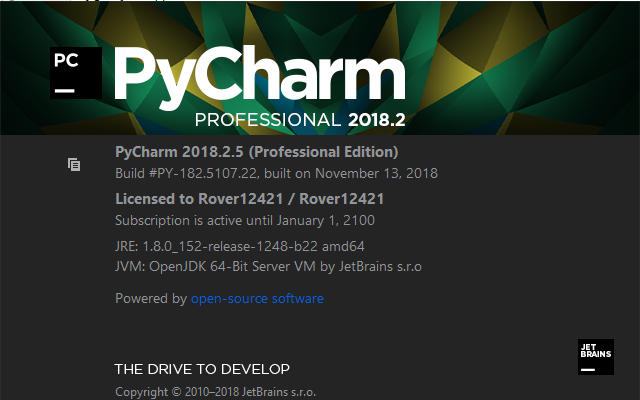 PC
PyCharm
PROFESSIONAL 2018.2
PyCharm 2018.2.5 (Professional Edition)
Build #PY-182.5107.22, built on November 13, 2018
Licensed to Rover12421 / Rover12421
Subscription is active until January 1, 2100
JRE: 1.8.0_152-release-1248-b22 amd64
JVM: OpenJDK 64-Bit Server VM by JetBrains s.r.o
Powered by open-source software
JET
BRAINS
THE DRIVE TO DEVELOP
Copyright © 2010–2018 JetBrains s.r.o.